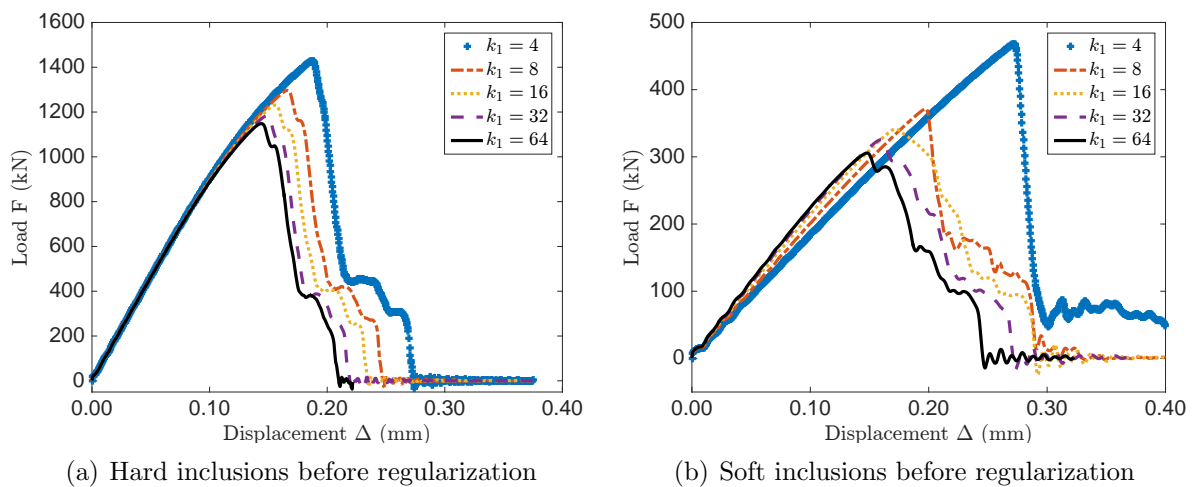 1600
1400
1200
1000
800
600
400
200
0
Load F (kN)
k₁ = 4
k₁ = 8
k₁ = 16
k₁ = 32
k₁ = 64
0.00 0.10 0.20 0.30 0.40
Displacement Δ (mm)
(a) Hard inclusions before regularization
500
400
300
200
100
0
Load F (kN)
k₁ = 4
k₁ = 8
k₁ = 16
k₁ = 32
k₁ = 64
0.00 0.10 0.20 0.30 0.40
Displacement Δ (mm)
(b) Soft inclusions before regularization